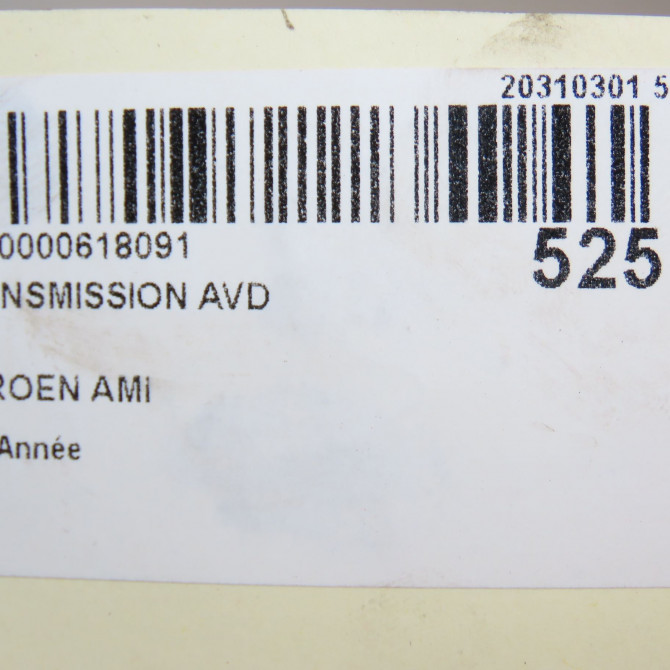 20310301 5
0000618091
525
NSMISSION AVD
ROEN AMI
Année